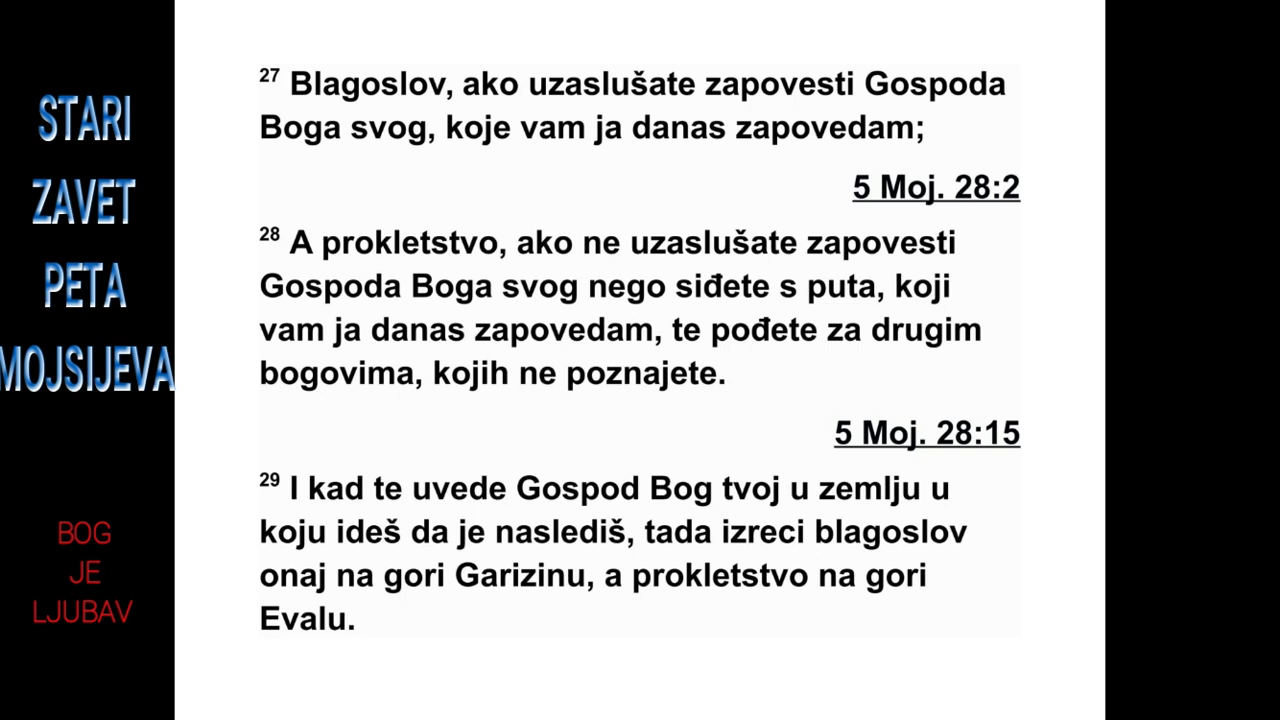 STARI
ZAVET
PETA
MOJSIJEVA
BOG
JE
LJUBAV
27 Blagoslov, ako uzaslušate zapovesti Gospoda
Boga svog, koje vam ja danas zapovedam;
5 Moj. 28:2
28 A prokletstvo, ako ne uzaslušate zapovesti
Gospoda Boga svog nego siđete s puta, koji
vam ja danas zapovedam, te pođete za drugim
bogovima, kojih ne poznajete.
5 Moj. 28:15
29 I kad te uvede Gospod Bog tvoj u zemlju u
koju ideš da je naslediš, tada izreci blagoslov
onaj na gori Garizinu, a prokletstvo na gori
Evalu.